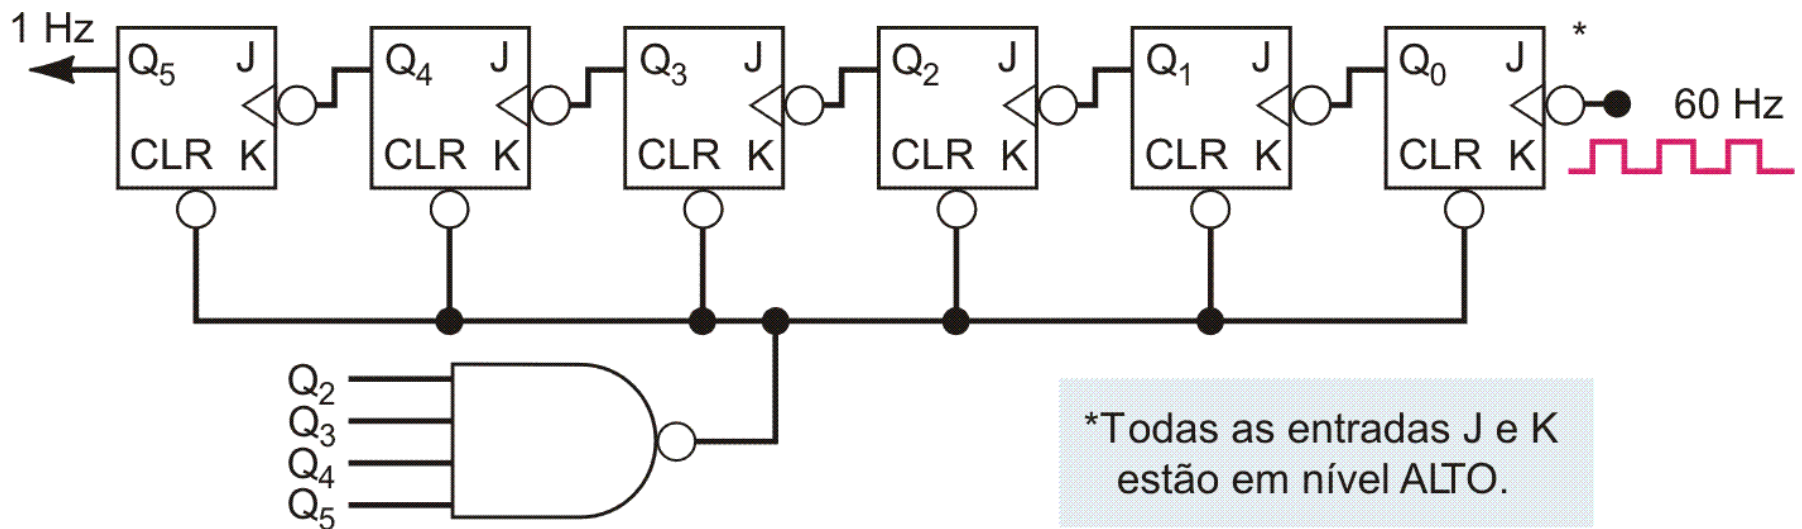 1 Hz
Q5 J
CLR K
Q4 J
CLR K
Q3 J
CLR K
Q2 J
CLR K
Q1 J
CLR K
Q0 J
CLR K
*
60 Hz
Q2
Q3
Q4
Q5
*Todas as entradas J e K
estão em nível ALTO.